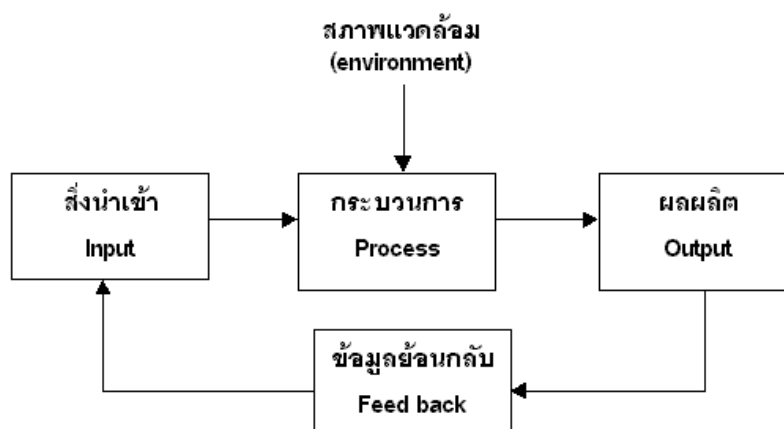 สภาพแวดล้อม
(environment)
สิ่งนำเข้า
Input
กระบวนการ
Process
ผลผลิต
Output
ข้อมูลย้อนกลับ
Feed back